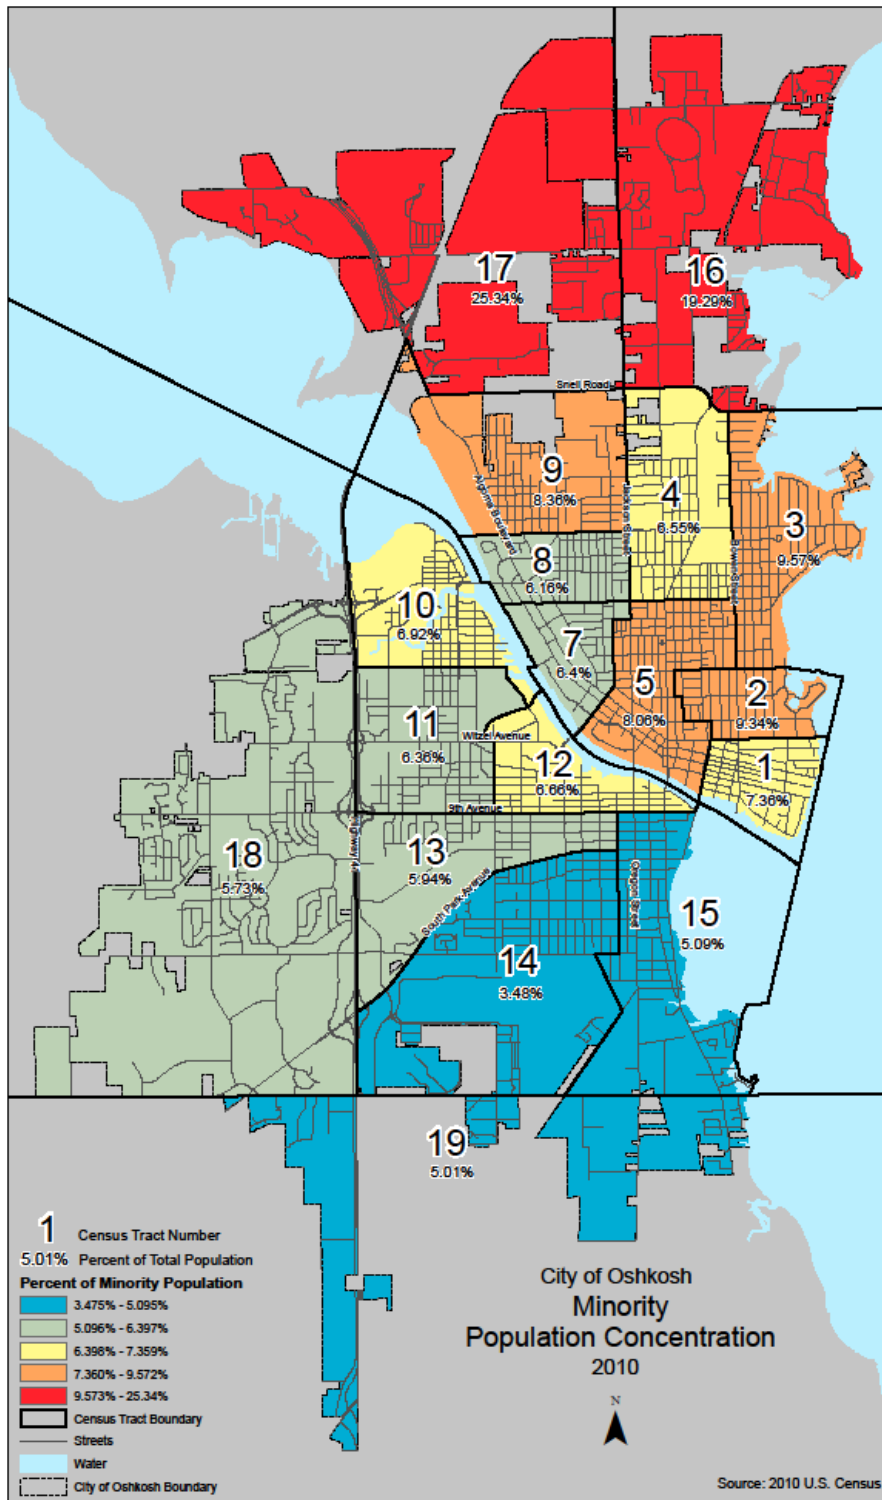 17
25.34%
16
19.29%
Snell Road
9
8.36%
Algoma Boulevard
Jackson Street
4
6.55%
3
9.57%
Bowen Street
8
6.16%
10
6.92%
7
6.4%
5
8.06%
2
9.34%
11
6.36%
Witzel Avenue
12
6.66%
1
7.36%
9th Avenue
Highway 41
18
5.73%
13
5.94%
South Park Avenue
Oregon Street
15
5.09%
14
3.48%
19
5.01%
1 Census Tract Number
5.01% Percent of Total Population
Percent of Minority Population
3.475% - 5.095%
5.096% - 6.397%
6.398% - 7.359%
7.360% - 9.572%
9.573% - 25.34%
Census Tract Boundary
Streets
Water
City of Oshkosh Boundary
City of Oshkosh
Minority
Population Concentration
2010
N
Source: 2010 U.S. Census